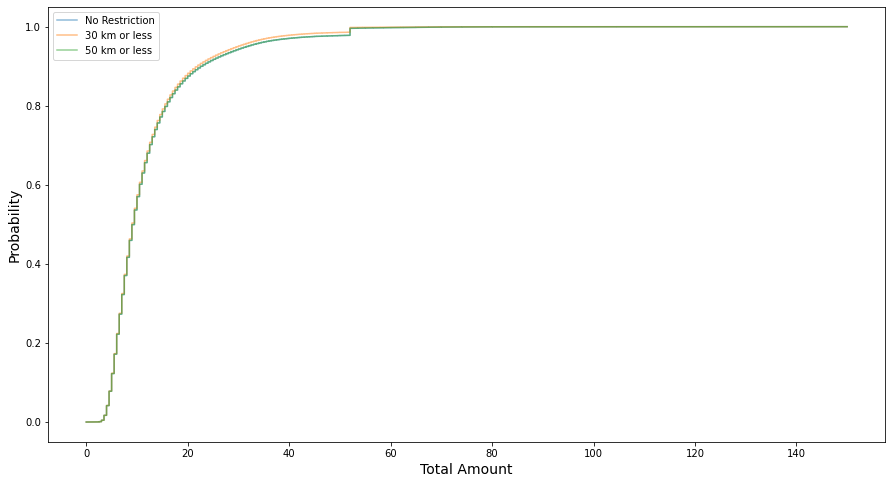 No Restriction
30 km or less
50 km or less
1.0
0.8
0.6
0.4
0.2
0.0
Probability
0 20 40 60 80 100 120 140
Total Amount